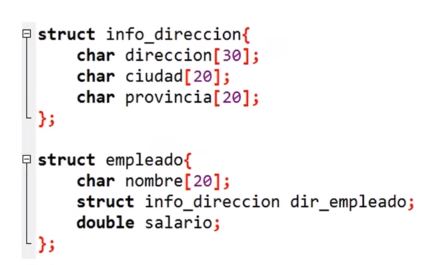 struct info_direccion{
char direccion[30];
char ciudad[20];
char provincia[20];
};
struct empleado{
char nombre[20];
struct info_direccion dir_empleado;
double salario;
};